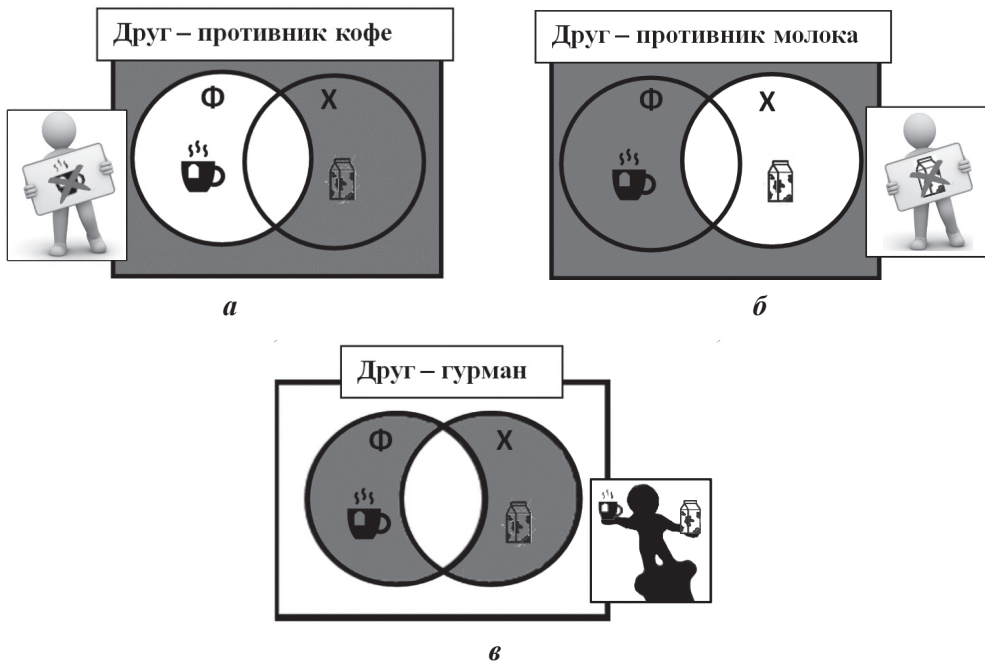 Друг – противник кофе
Друг – противник молока
Ф Х
Ф Х
а
б
Друг – гурман
Ф Х
в